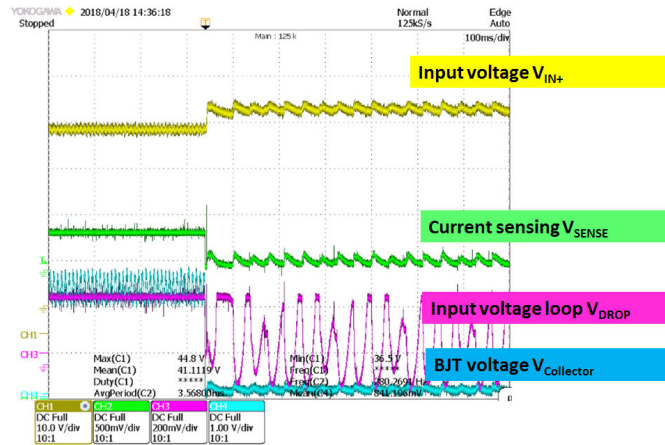 YOKOGAWA 2018/04/18 14:36:18 Normal Edge
Stopped 125kS/s Auto
Main : 125 k 100ms/div
Input voltage VIN+
Current sensing VSENSE
Input voltage loop VDROP
CH1
CH3
BJT voltage VCollector
Max(C1) 44.8 V Min(C1) 36.5 V
Mean(C1) 41.1119V Freq(C1)
Duty(C1) ***** Freq(C2)
AvgPeriod(C2)
CH1 CH2 CH3
DC Full DC Full DC Full DC Full
10.0 V/div 500mV/div 200mV/div 1.00 V/div
10:1 10:1 10:1 10:1